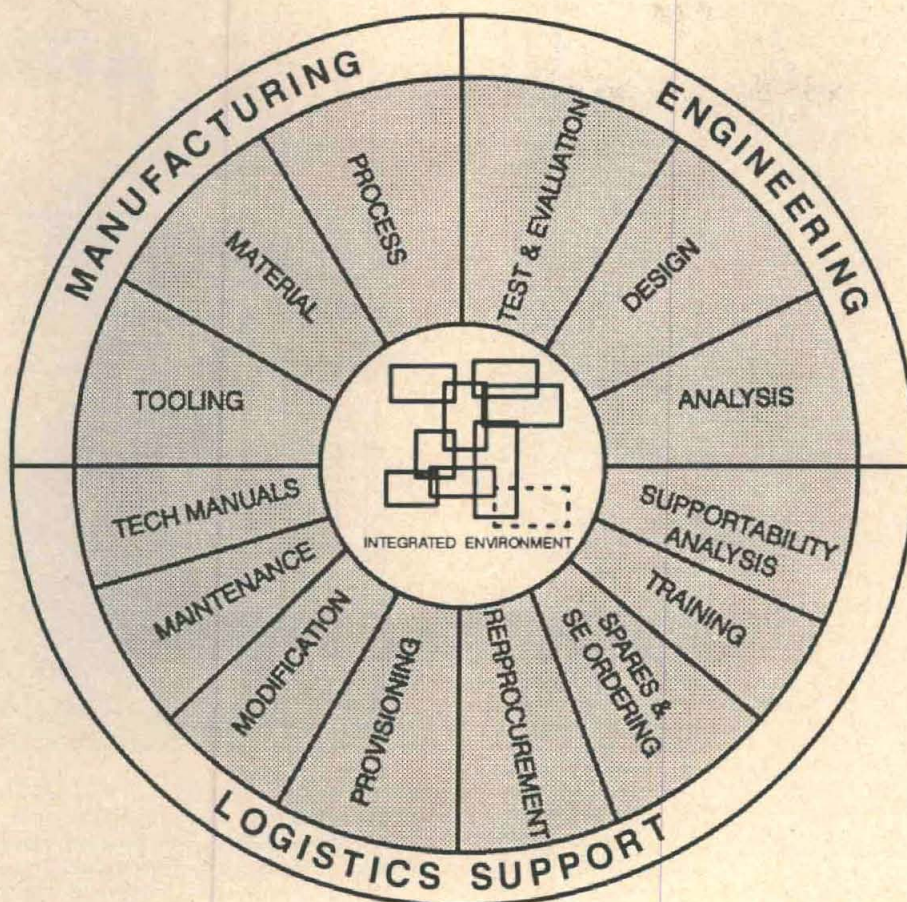 MANUFACTURING
ENGINEERING
PROCESS
MATERIAL
TOOLING
TEST & EVALUATION
DESIGN
ANALYSIS
INTEGRATED ENVIRONMENT
TECH MANUALS
MAINTENANCE
MODIFICATION
PROVISIONING
RERPROCUREMENT
SPARES &
SE ORDERING
TRAINING
SUPPORTABILITY
ANALYSIS
LOGISTICS SUPPORT